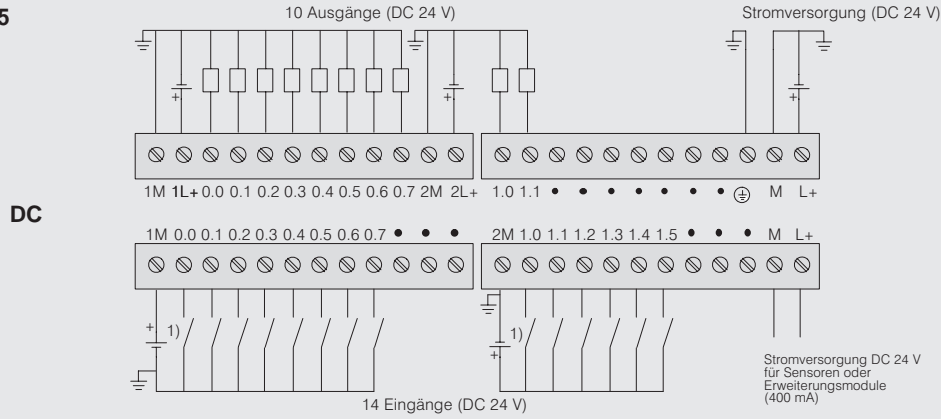 5
10 Ausgänge (DC 24 V)
Stromversorgung (DC 24 V)
+
+
+
1M 1L+ 0.0 0.1 0.2 0.3 0.4 0.5 0.6 0.7 2M 2L+ 1.0 1.1 • • • • • • • M L+
DC
1M 0.0 0.1 0.2 0.3 0.4 0.5 0.6 0.7 • • • 2M 1.0 1.1 1.2 1.3 1.4 1.5 • • • M L+
+ 1)
1)
+
Stromversorgung DC 24 V
für Sensoren oder
Erweiterungsmodule
(400 mA)
14 Eingänge (DC 24 V)